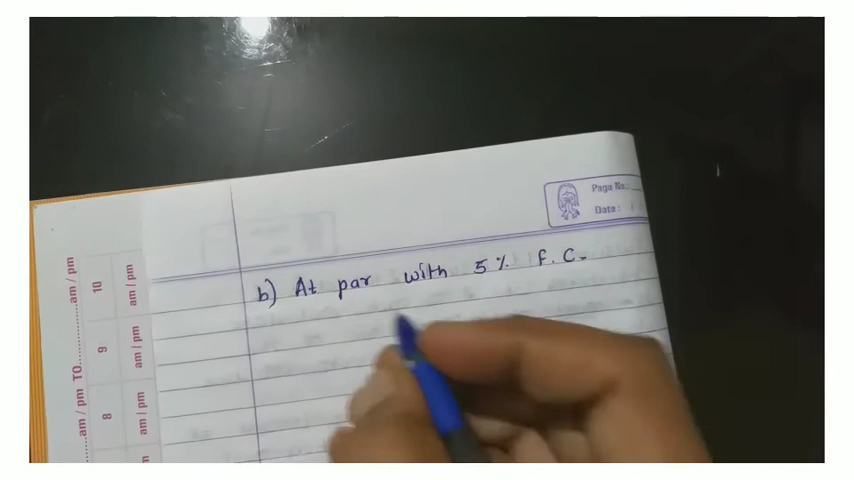 Page No.:
Date :
b) At par with 5% F.C.
am / pm TO..............am / pm
10
am / pm
9
am / pm
8
am / pm